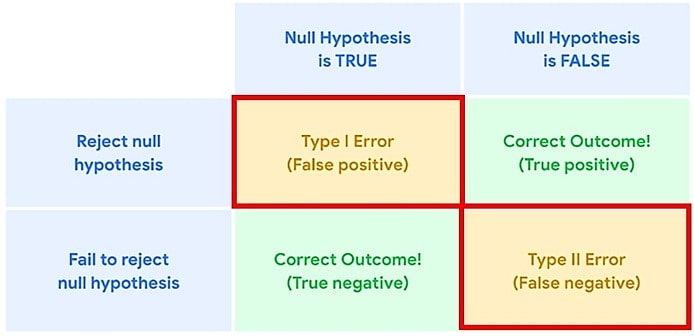 Null Hypothesis
is TRUE
Null Hypothesis
is FALSE
Reject null
hypothesis
Type I Error
(False positive)
Correct Outcome!
(True positive)
Fail to reject
null hypothesis
Correct Outcome!
(True negative)
Type II Error
(False negative)